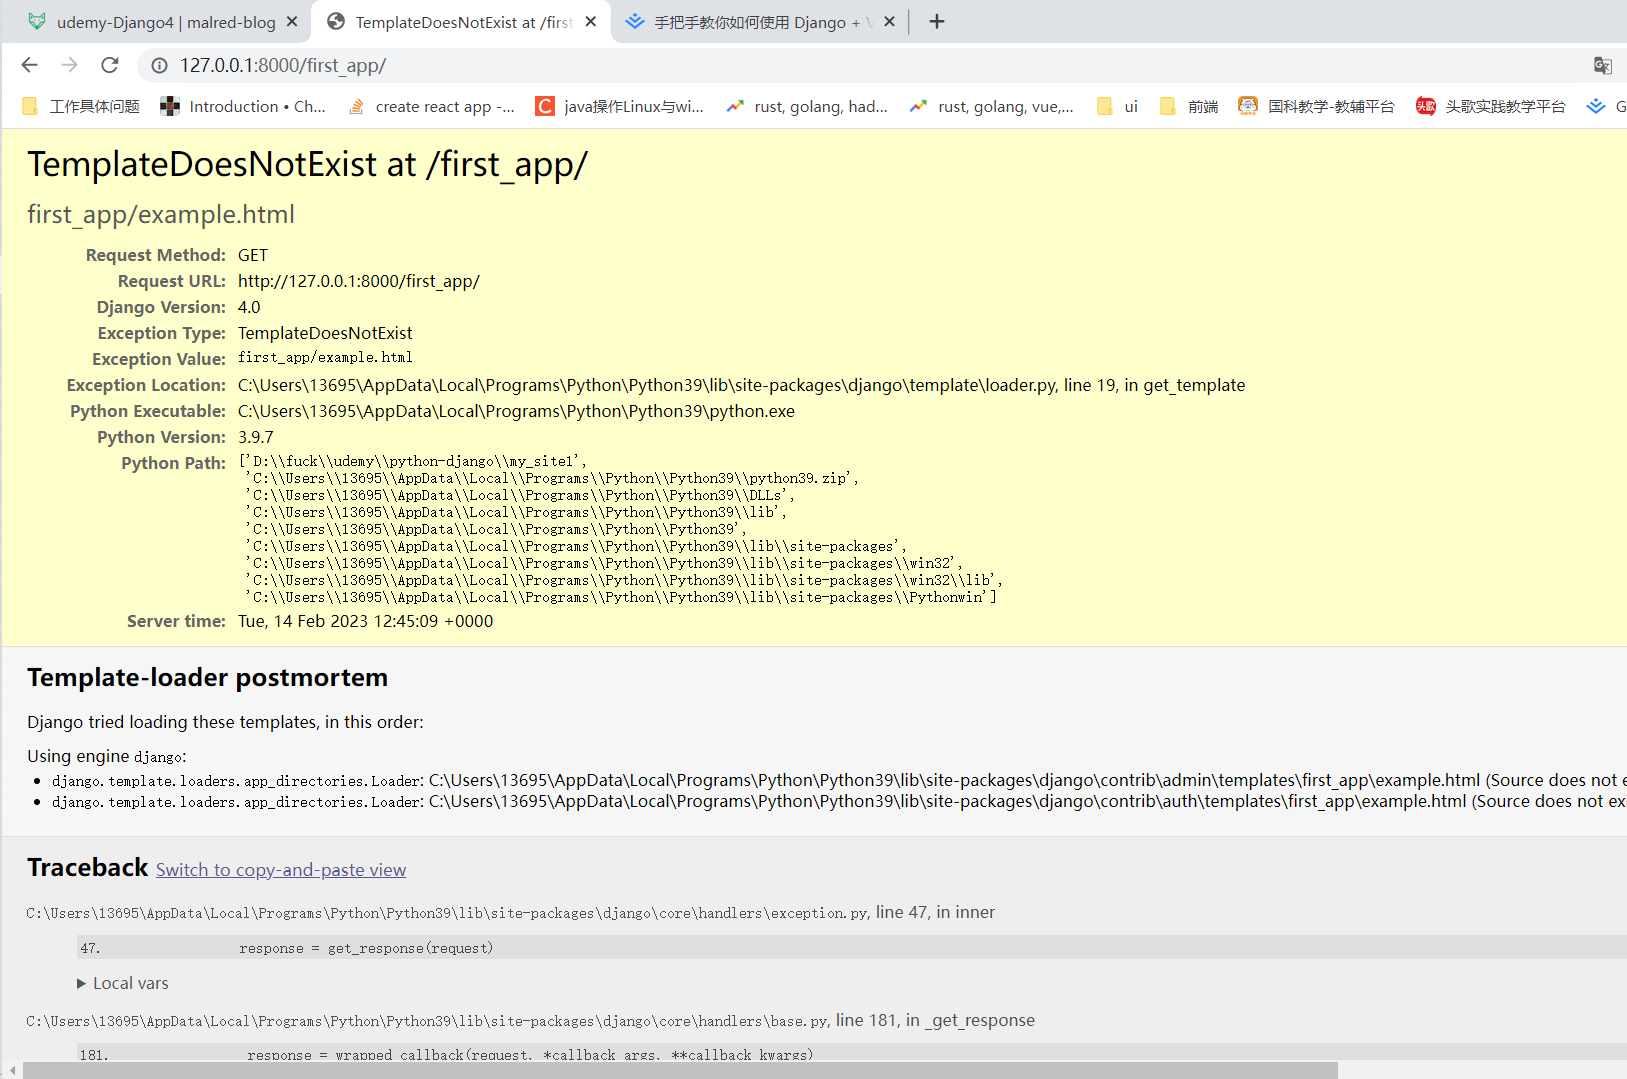 udemy-Django4 | malred-blog
TemplateDoesNotExist at /first
手把手教你如何使用 Django +
127.0.0.1:8000/first_app/
工作具体问题
Introduction • Ch...
create react app -...
java操作Linux与wi...
rust, golang, had...
rust, golang, vue,...
ui
前端
国科教学-教辅平台
头歌
头歌实践教学平台
G
TemplateDoesNotExist at /first_app/
first_app/example.html
Request Method: GET
Request URL: http://127.0.0.1:8000/first_app/
Django Version: 4.0
Exception Type: TemplateDoesNotExist
Exception Value: first_app/example.html
Exception Location: C:\Users\13695\AppData\Local\Programs\Python\Python39\lib\site-packages\django\template\loader.py, line 19, in get_template
Python Executable: C:\Users\13695\AppData\Local\Programs\Python\Python39\python.exe
Python Version: 3.9.7
Python Path: ['D:\\fuck\\udemy\\python-django\\my_site1',
'C:\\Users\\13695\\AppData\\Local\\Programs\\Python\\Python39\\python39.zip',
'C:\\Users\\13695\\AppData\\Local\\Programs\\Python\\Python39\\DLLs',
'C:\\Users\\13695\\AppData\\Local\\Programs\\Python\\Python39\\lib',
'C:\\Users\\13695\\AppData\\Local\\Programs\\Python\\Python39',
'C:\\Users\\13695\\AppData\\Local\\Programs\\Python\\Python39\\lib\\site-packages',
'C:\\Users\\13695\\AppData\\Local\\Programs\\Python\\Python39\\lib\\site-packages\\win32',
'C:\\Users\\13695\\AppData\\Local\\Programs\\Python\\Python39\\lib\\site-packages\\win32\\lib',
'C:\\Users\\13695\\AppData\\Local\\Programs\\Python\\Python39\\lib\\site-packages\\Pythonwin']
Server time: Tue, 14 Feb 2023 12:45:09 +0000
Template-loader postmortem
Django tried loading these templates, in this order:
Using engine django:
• django.template.loaders.app_directories.Loader: C:\Users\13695\AppData\Local\Programs\Python\Python39\lib\site-packages\django\contrib\admin\templates\first_app\example.html (Source does not e
• django.template.loaders.app_directories.Loader: C:\Users\13695\AppData\Local\Programs\Python\Python39\lib\site-packages\django\contrib\auth\templates\first_app\example.html (Source does not ex
Traceback Switch to copy-and-paste view
C:\Users\13695\AppData\Local\Programs\Python\Python39\lib\site-packages\django\core\handlers\exception.py, line 47, in inner
47. response = get_response(request)
▶ Local vars
C:\Users\13695\AppData\Local\Programs\Python\Python39\lib\site-packages\django\core\handlers\base.py, line 181, in _get_response
181. response = wrapped_callback(request, *callback_args, **callback_kwargs)